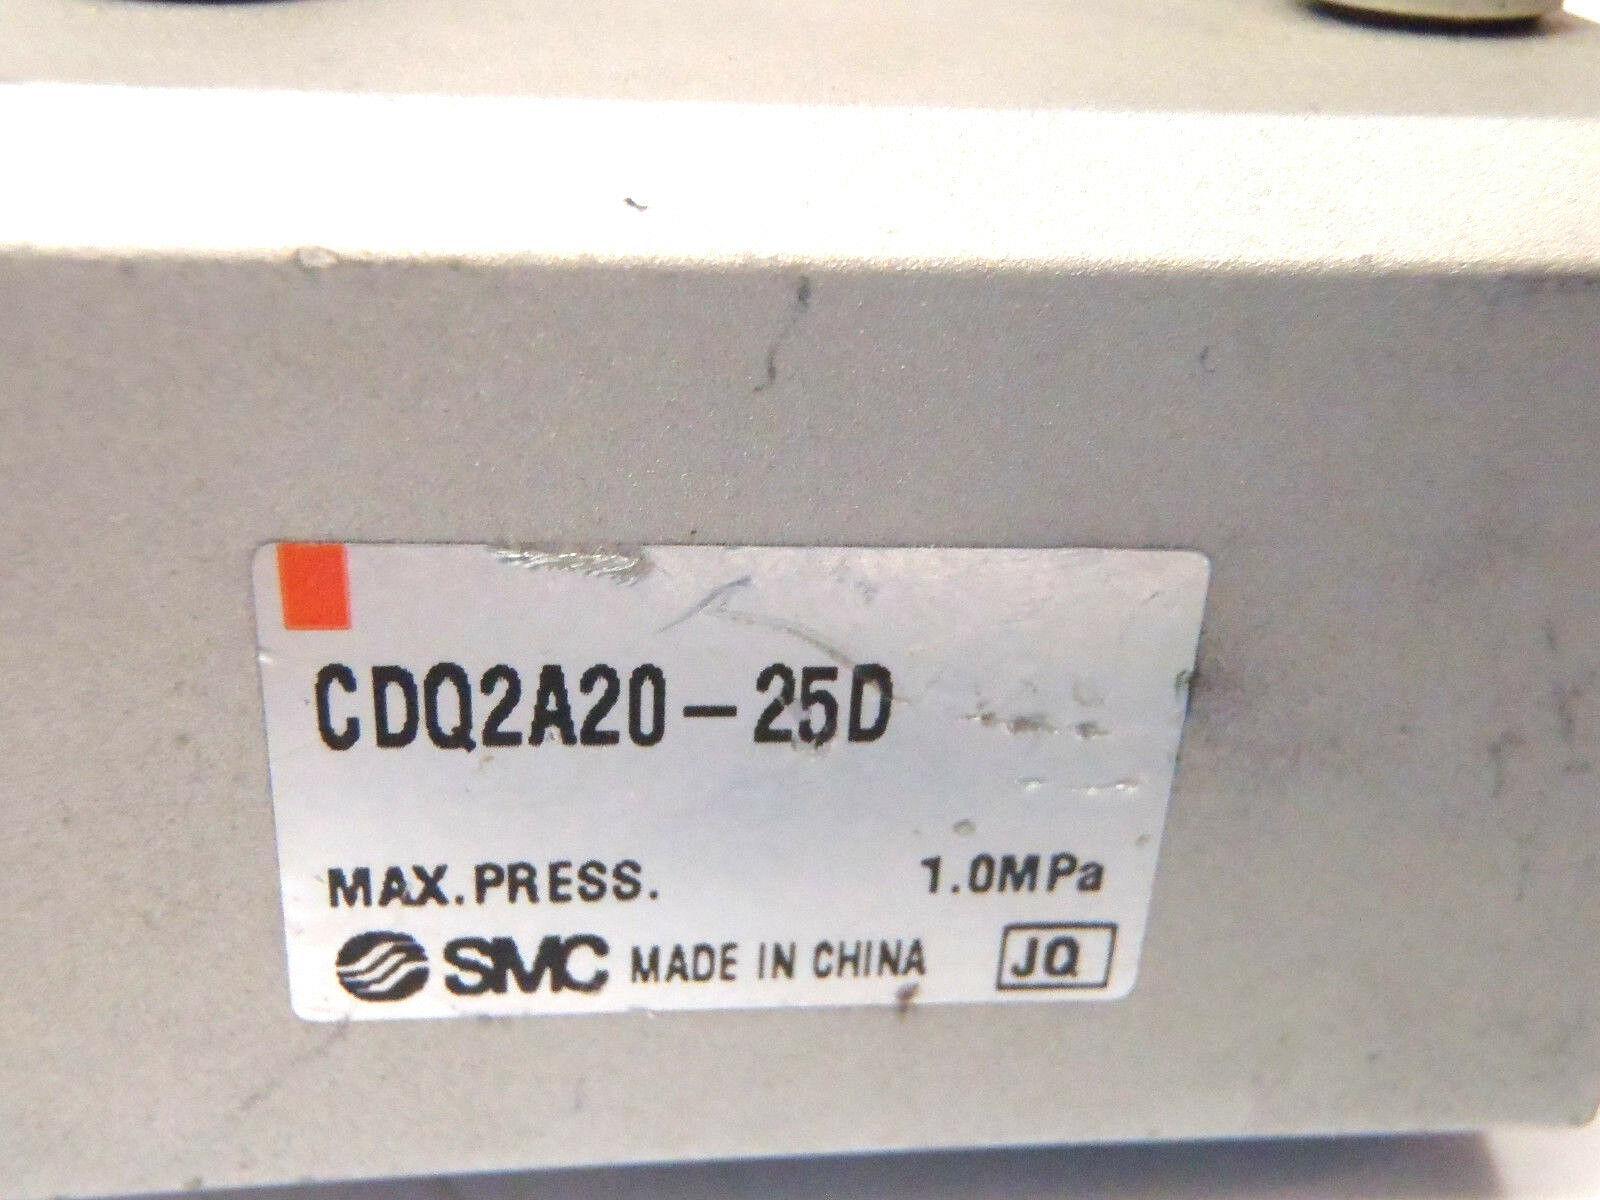 CDQ2A20-25D
MAX.PRESS. 1.0MPa
SMC MADE IN CHINA JQ